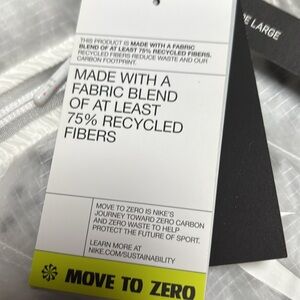 THIS PRODUCT IS MADE WITH A FABRIC
BLEND OF AT LEAST 75% RECYCLED FIBERS.
RECYCLED FIBERS REDUCE WASTE AND OUR
CARBON FOOTPRINT.
LARGE
MADE WITH A
FABRIC BLEND
OF AT LEAST
75% RECYCLED
FIBERS
MOVE TO ZERO IS NIKE'S
JOURNEY TOWARD ZERO CARBON
AND ZERO WASTE TO HELP
PROTECT THE FUTURE OF SPORT.
LEARN MORE AT
NIKE.COM/SUSTAINABILITY
MOVE TO ZERO